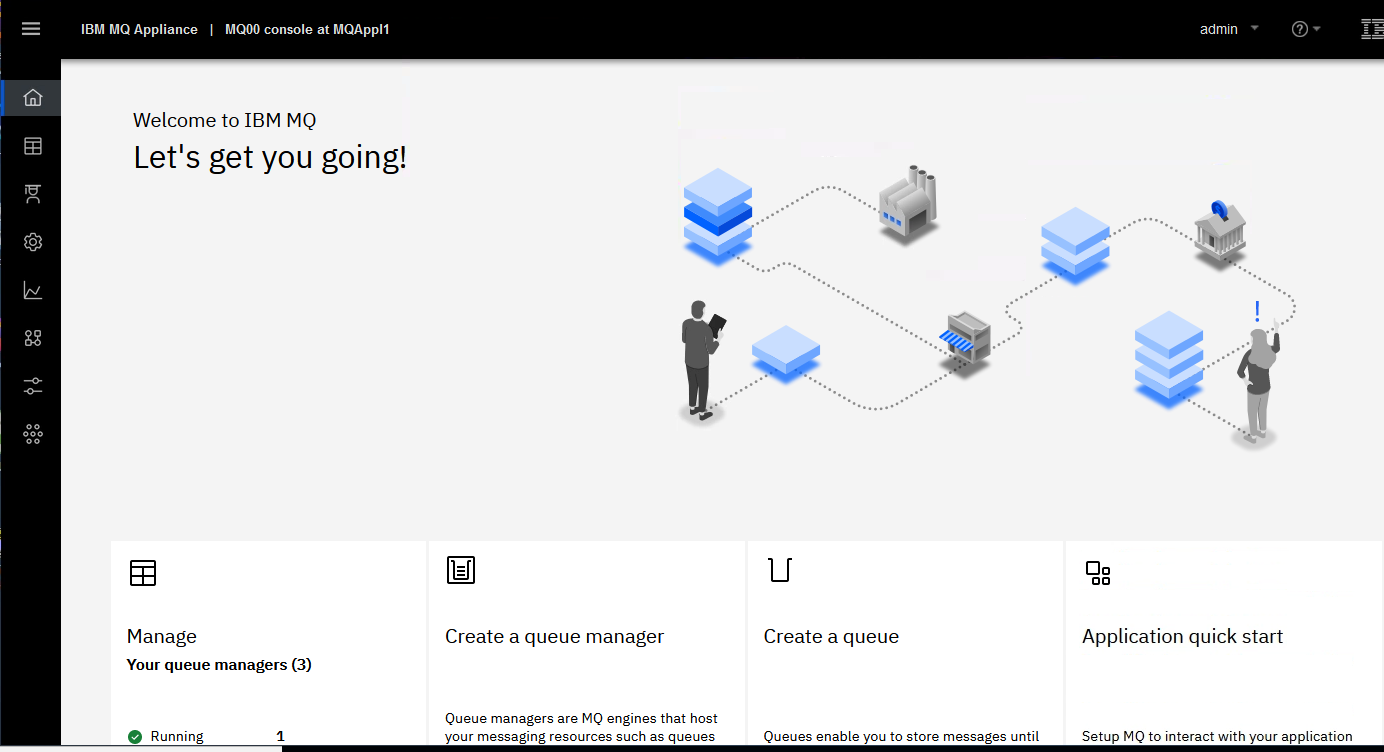 IBM MQ Appliance | MQ00 console at MQAppl1
admin
Welcome to IBM MQ
Let's get you going!
!
Manage
Your queue managers (3)
Running 1
Create a queue manager
Queue managers are MQ engines that host
your messaging resources such as queues
Create a queue
Queues enable you to store messages until
Application quick start
Setup MQ to interact with your application